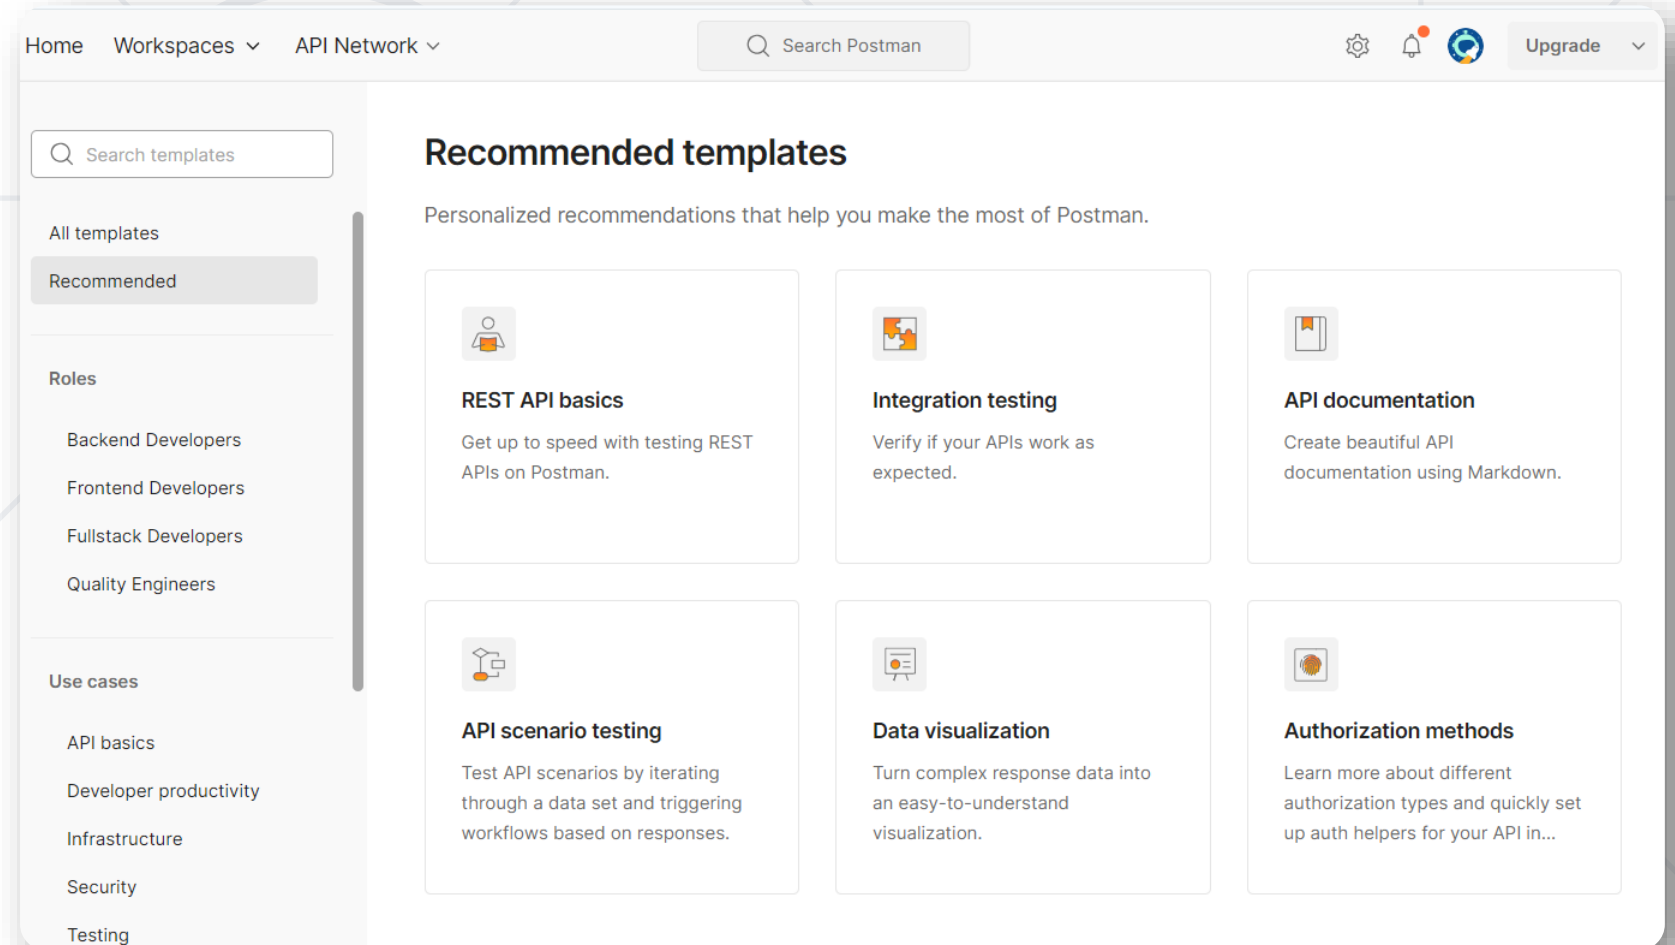 Home
Workspaces
API Network
Search Postman
Upgrade
Search templates
All templates
Recommended
Roles
Backend Developers
Frontend Developers
Fullstack Developers
Quality Engineers
Use cases
API basics
Developer productivity
Infrastructure
Security
Testing
Recommended templates
Personalized recommendations that help you make the most of Postman.
REST API basics
Get up to speed with testing REST
APIs on Postman.
Integration testing
Verify if your APIs work as
expected.
API documentation
Create beautiful API
documentation using Markdown.
API scenario testing
Test API scenarios by iterating
through a data set and triggering
workflows based on responses.
Data visualization
Turn complex response data into
an easy-to-understand
visualization.
Authorization methods
Learn more about different
authorization types and quickly set
up auth helpers for your API in...